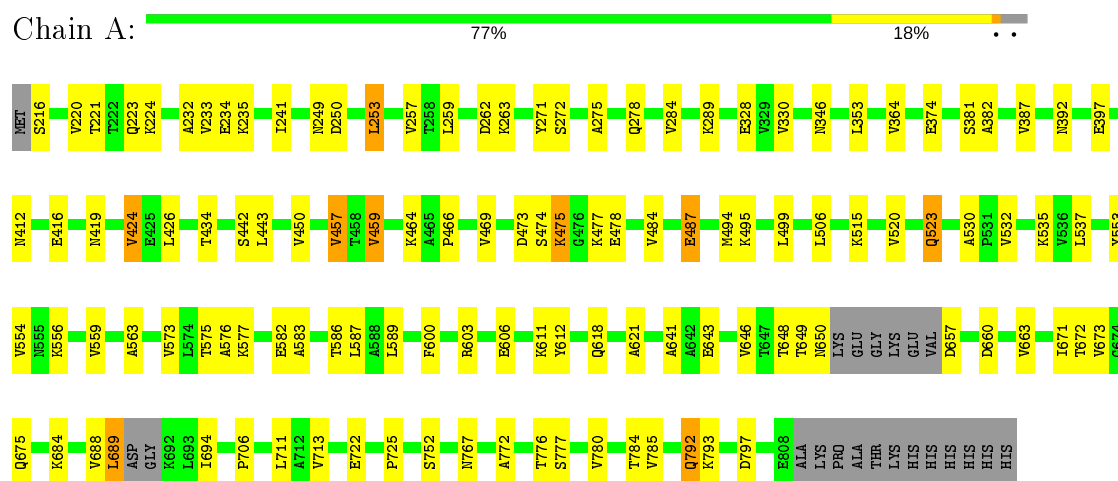 Chain A:
77% 18% • •
MET S216 V220 T221 T222 Q223 K224 A232 V233 E234 K235 I241 N249 D250 L253 V257 T258 L259 D262 K263 Y271 S272 A275 Q278 V284 K289 E328 V329 V330 N346 L353 V364 E374 S381 A382 V387 N392 E397
N412 E416 N419 V424 E425 L426 T434 S442 L443 V450 V457 T458 V459 K464 A465 P466 V469 D473 S474 K475 G476 K477 E478 V484 E487 M494 K495 L499 L506 K515 V520 Q523 A530 P531 V532 K535 V536 L537
V554 N555 K556 V559 A563 V573 L574 T575 A576 K577 E582 A583 T586 L587 A588 L589 F600 R603 E606 K611 Y612 Q618 A621 A641 A642 E643 V646 T647 T648 T649 N650 LYS GLU GLY LYS GLU VAL D657 D660 V663 I671 T672 V673
Q675 K684 V688 L689 ASP GLY K692 L693 I694 P706 L711 A712 V713 E722 P725 S752 N767 A772 T776 S777 V780 T784 V785 Q792 K793 D797 E808 ALA LYS PRO ALA THR LYS HIS HIS HIS HIS HIS HIS